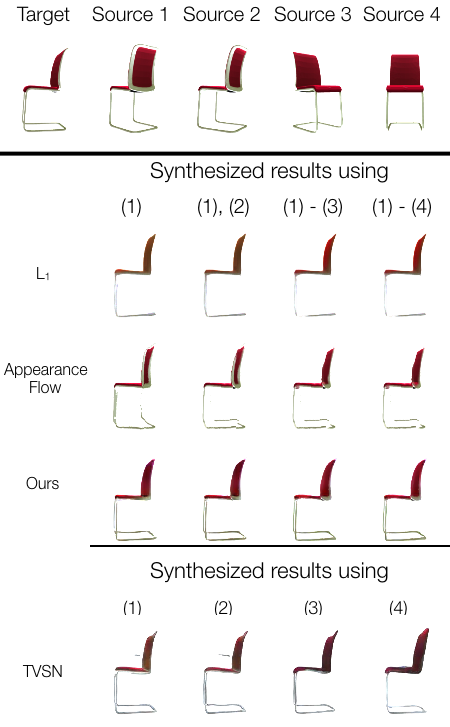 Target Source 1 Source 2 Source 3 Source 4
Synthesized results using
(1) (1), (2) (1) - (3) (1) - (4)
L₁
Appearance
Flow
Ours
Synthesized results using
(1) (2) (3) (4)
TVSN